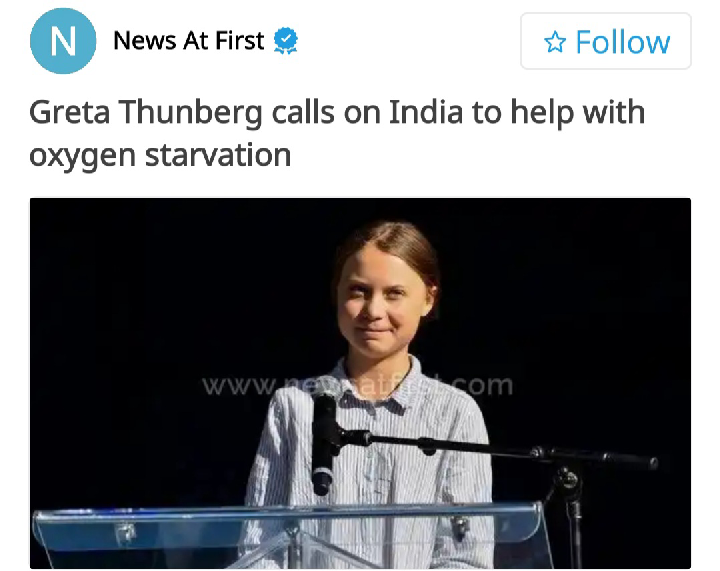 N
News At First
Follow
Greta Thunberg calls on India to help with
oxygen starvation
www.newsatfirst.com